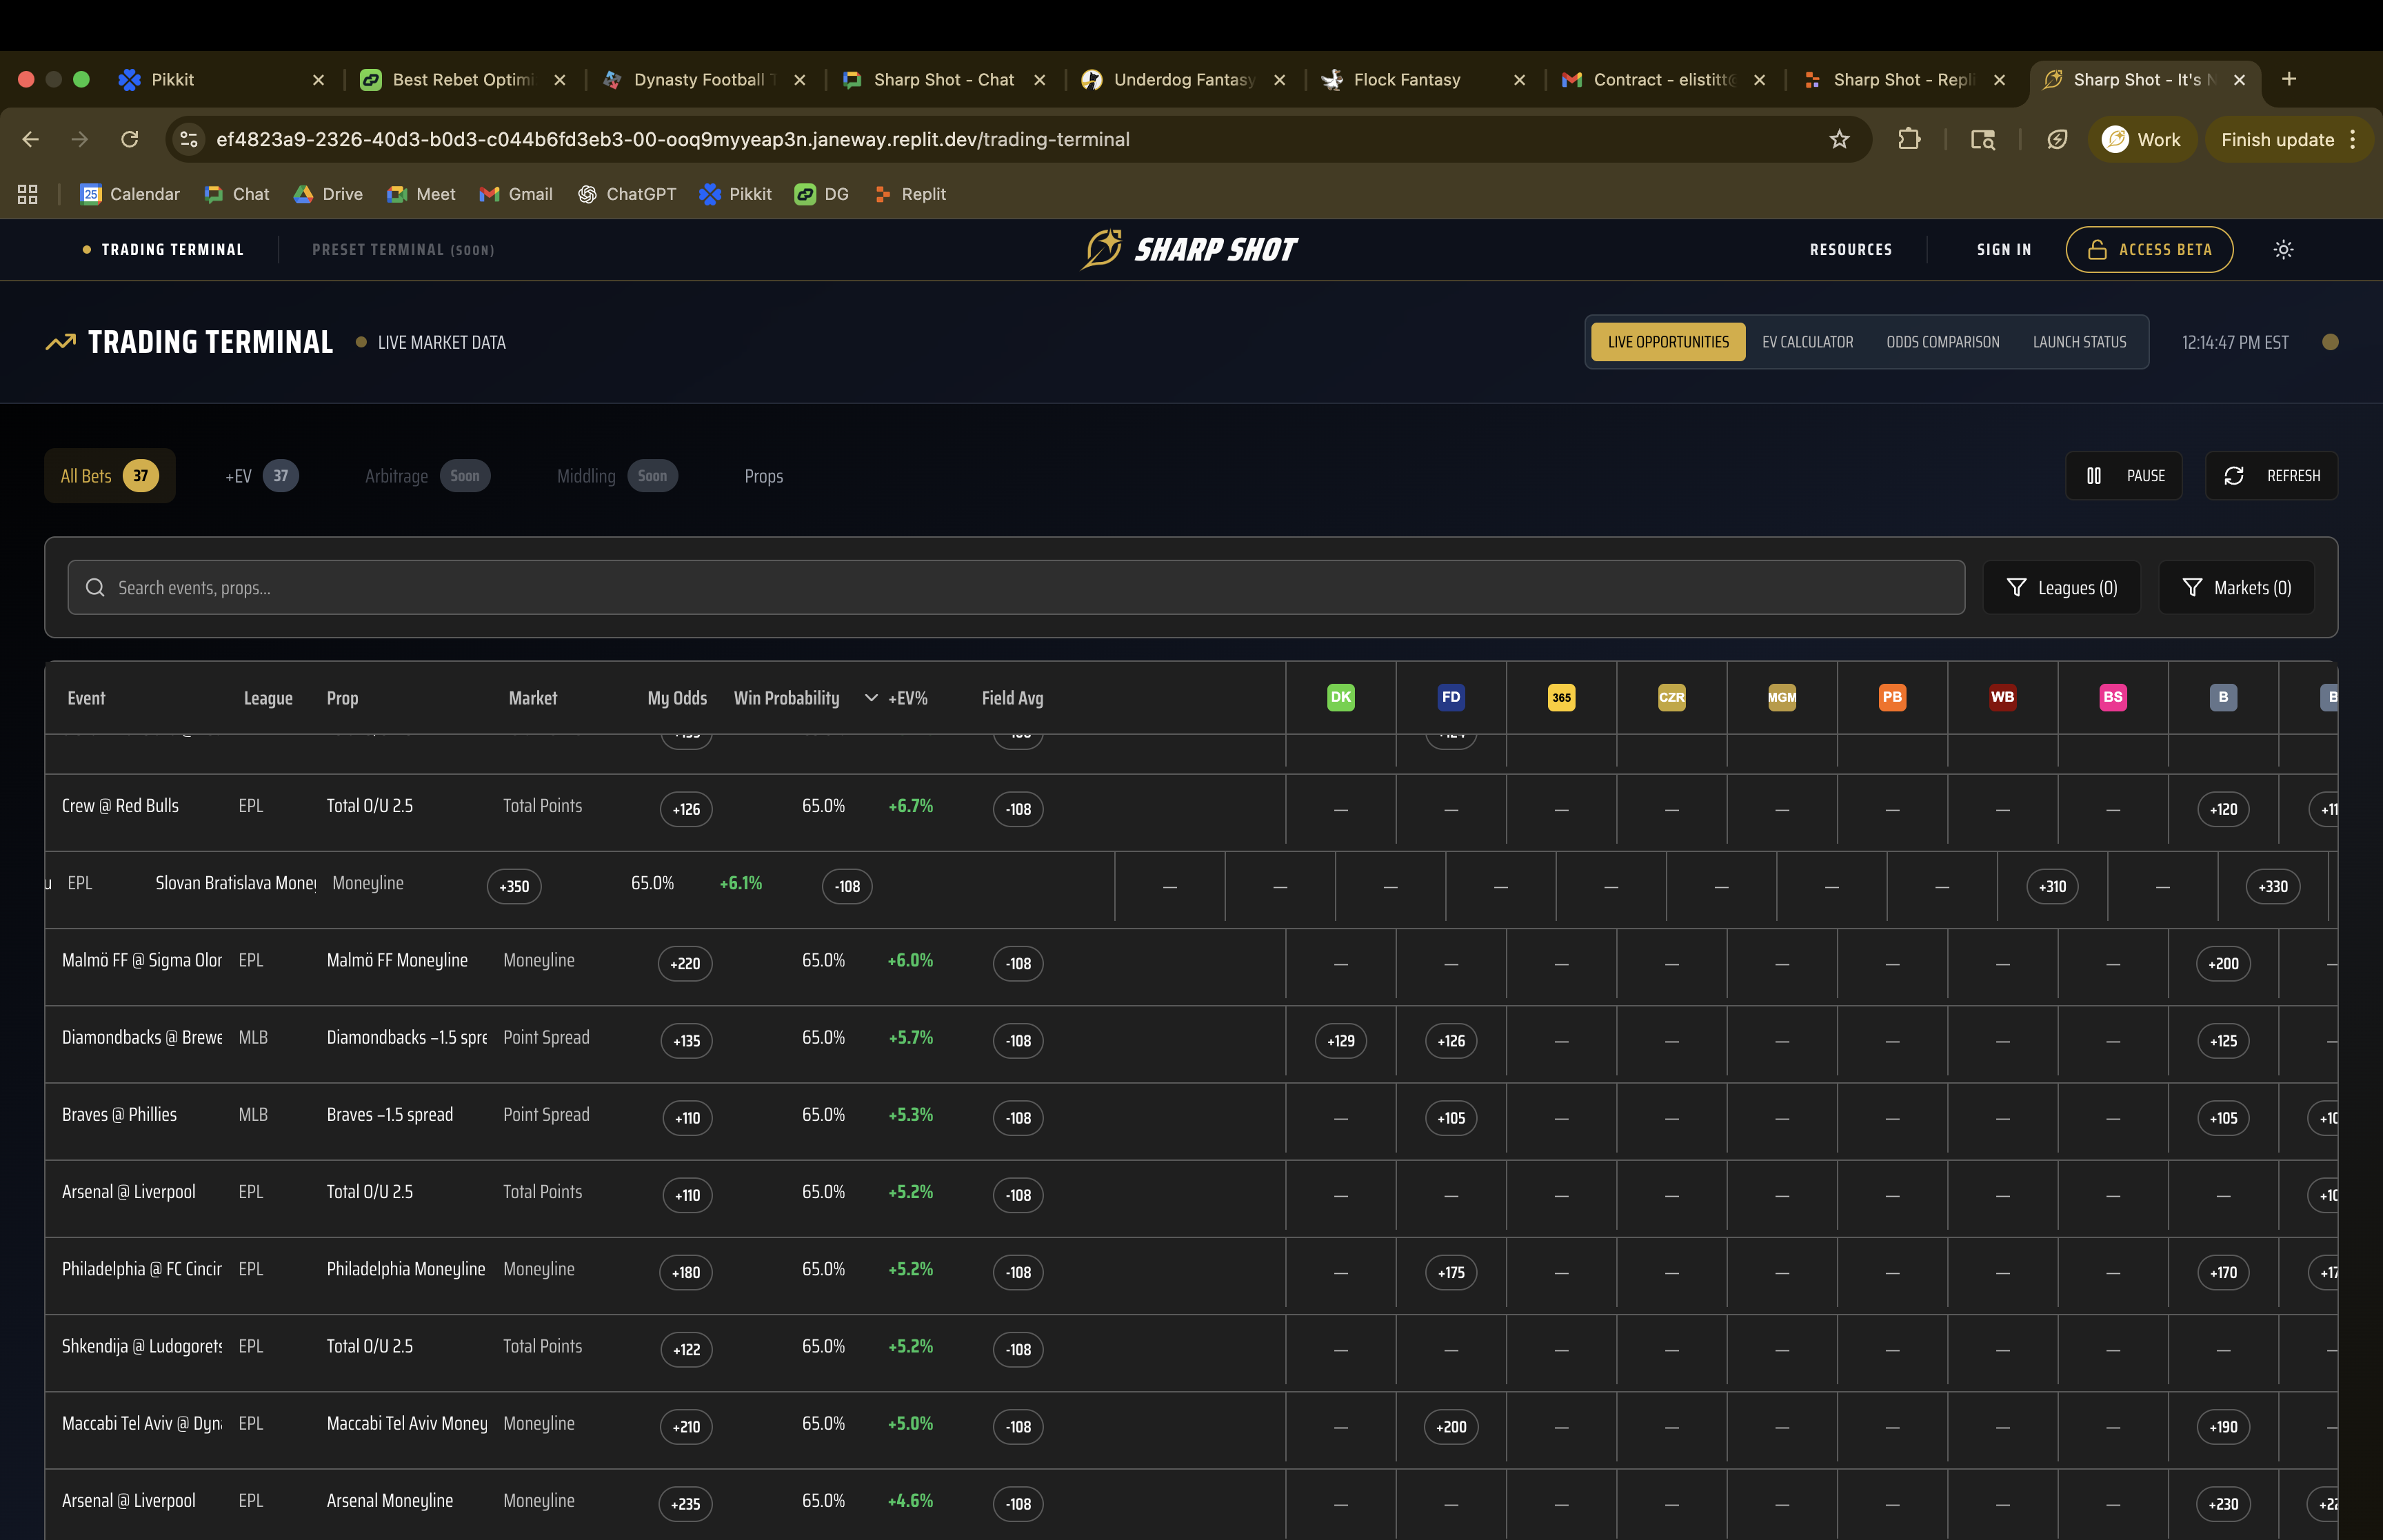 Pikkit
Best Rebet Optimi
Dynasty Football T
Sharp Shot - Chat
Underdog Fantasy
Flock Fantasy
Contract - elistitt@
Sharp Shot - Repli
Sharp Shot - It's N
ef4823a9-2326-40d3-b0d3-c044b6fd3eb3-00-ooq9myyeap3n.janeway.replit.dev/trading-terminal
Work
Finish update
25 Calendar
Chat
Drive
Meet
Gmail
ChatGPT
Pikkit
DG
Replit
TRADING TERMINAL
PRESET TERMINAL (SOON)
SHARP SHOT
RESOURCES
SIGN IN
ACCESS BETA
TRADING TERMINAL
LIVE MARKET DATA
LIVE OPPORTUNITIES
EV CALCULATOR
ODDS COMPARISON
LAUNCH STATUS
12:14:47 PM EST
All Bets 37
+EV 37
Arbitrage Soon
Middling Soon
Props
PAUSE
REFRESH
Search events, props...
Leagues (0)
Markets (0)
Event League Prop Market My Odds Win Probability +EV% Field Avg DK FD 365 CZR MGM PB WB BS B B
Crew @ Red Bulls EPL Total O/U 2.5 Total Points +126 65.0% +6.7% -108 — — — — — — — — +120 +11
u EPL Slovan Bratislava Money Moneyline +350 65.0% +6.1% -108 — — — — — — — — +310 — +330
Malmö FF @ Sigma Olor EPL Malmö FF Moneyline Moneyline +220 65.0% +6.0% -108 — — — — — — — — +200 —
Diamondbacks @ Brewe MLB Diamondbacks –1.5 spre Point Spread +135 65.0% +5.7% -108 +129 +126 — — — — — — +125 —
Braves @ Phillies MLB Braves –1.5 spread Point Spread +110 65.0% +5.3% -108 — +105 — — — — — — +105 +10
Arsenal @ Liverpool EPL Total O/U 2.5 Total Points +110 65.0% +5.2% -108 — — — — — — — — — +10
Philadelphia @ FC Cincir EPL Philadelphia Moneyline Moneyline +180 65.0% +5.2% -108 — +175 — — — — — — +170 +17
Shkendija @ Ludogorets EPL Total O/U 2.5 Total Points +122 65.0% +5.2% -108 — — — — — — — — — —
Maccabi Tel Aviv @ Dyn EPL Maccabi Tel Aviv Money Moneyline +210 65.0% +5.0% -108 — +200 — — — — — — +190 —
Arsenal @ Liverpool EPL Arsenal Moneyline Moneyline +235 65.0% +4.6% -108 — — — — — — — — +230 +22